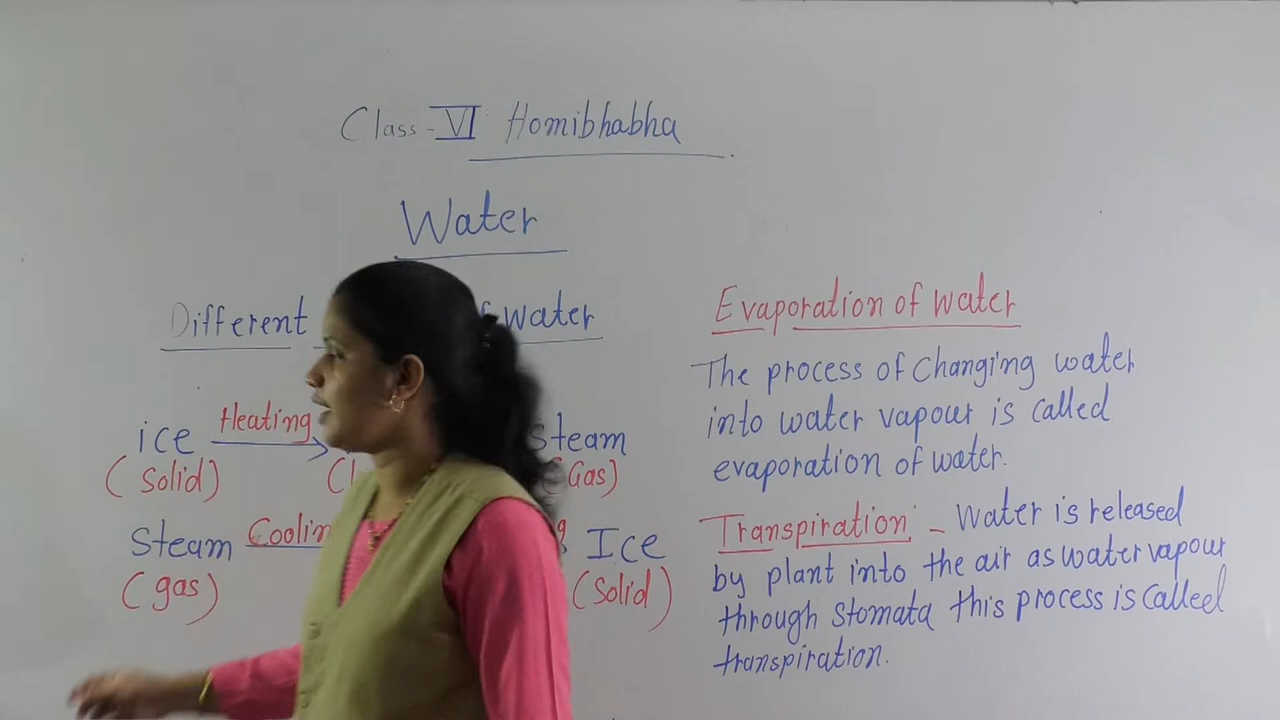 Class - VI Homibhabha
Water
Different of water
ice Heating steam
(Solid) (Gas)
Steam Ice
(gas) (Solid)
Evaporation of water
The process of Changing water
into water vapour is called
evaporation of water.
Transpiration - Water is released
by plant into the air as water vapour
through stomata this process is Called
transpiration.